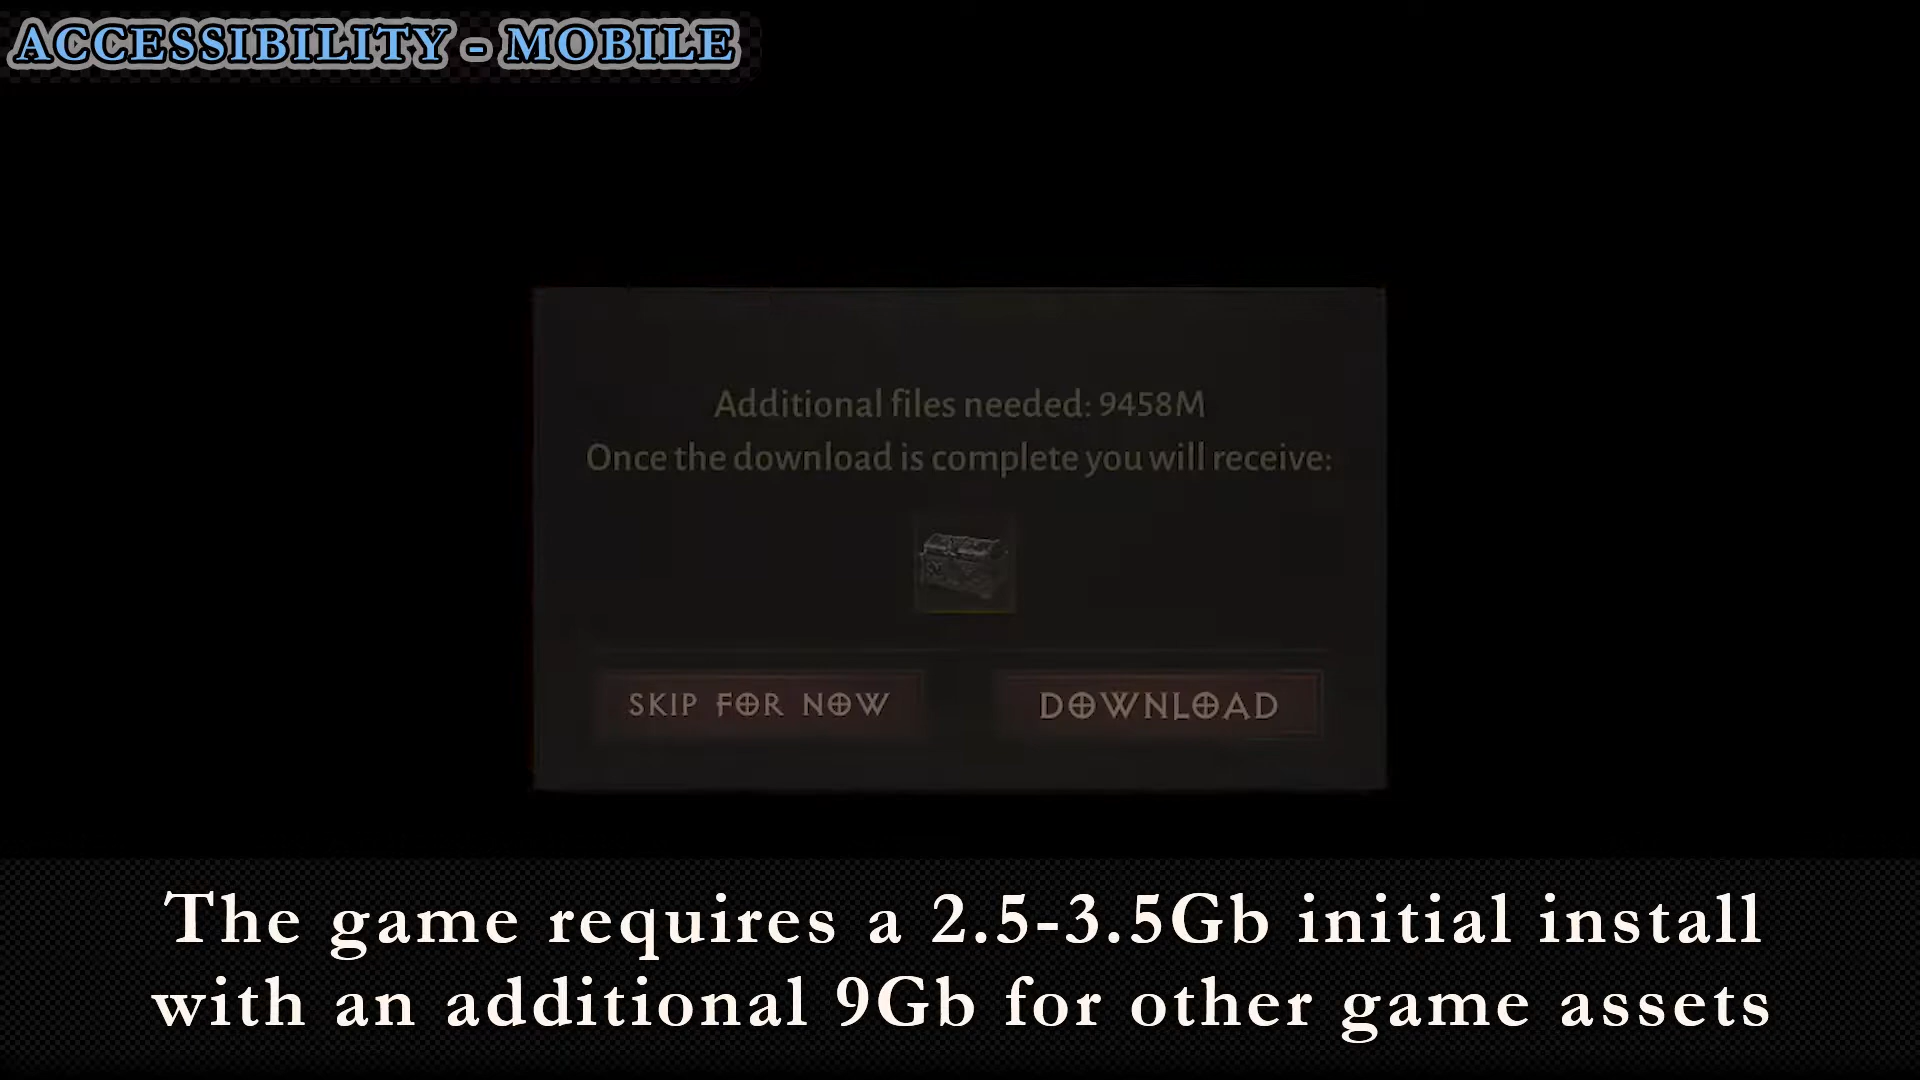 ACCESSIBILITY - MOBILE
Additional files needed: 9458M
Once the download is complete you will receive:
SKIP FOR NOW
DOWNLOAD
The game requires a 2.5-3.5Gb initial install
with an additional 9Gb for other game assets